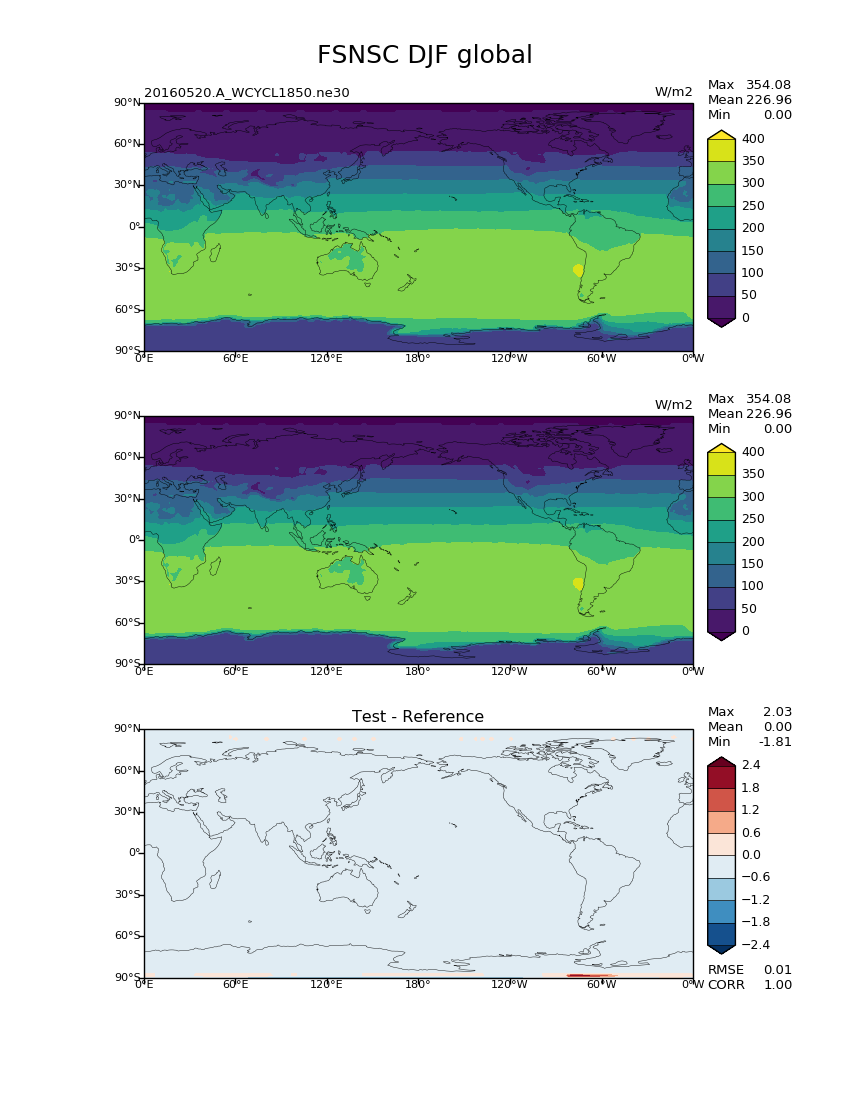 FSNSC DJF global
20160520.A_WCYCL1850.ne30 W/m2
Max 354.08
Mean 226.96
Min 0.00
90°N
60°N
30°N
0°
30°S
60°S
90°S
0°E 60°E 120°E 180° 120°W 60°W 0°W
400
350
300
250
200
150
100
50
0
W/m2
Max 354.08
Mean 226.96
Min 0.00
90°N
60°N
30°N
0°
30°S
60°S
90°S
0°E 60°E 120°E 180° 120°W 60°W 0°W
400
350
300
250
200
150
100
50
0
Test - Reference
Max 2.03
Mean 0.00
Min -1.81
90°N
60°N
30°N
0°
30°S
60°S
90°S
0°E 60°E 120°E 180° 120°W 60°W 0°W
2.4
1.8
1.2
0.6
0.0
−0.6
−1.2
−1.8
−2.4
RMSE 0.01
CORR 1.00